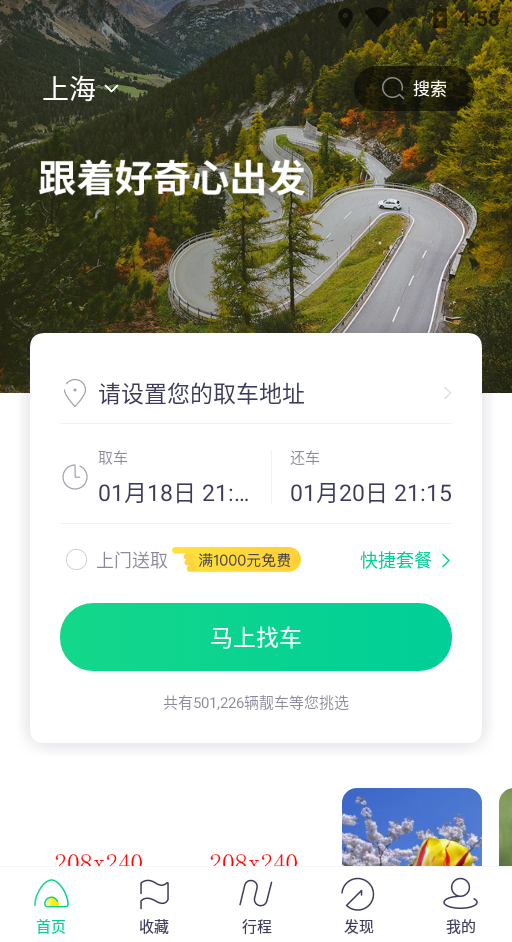 4:58
上海
搜索
跟着好奇心出发
请设置您的取车地址
取车
还车
01月18日 21:...
01月20日 21:15
上门送取
满1000元免费
快捷套餐
马上找车
共有501,226辆靓车等您挑选
208x240
208x240
首页
收藏
行程
发现
我的